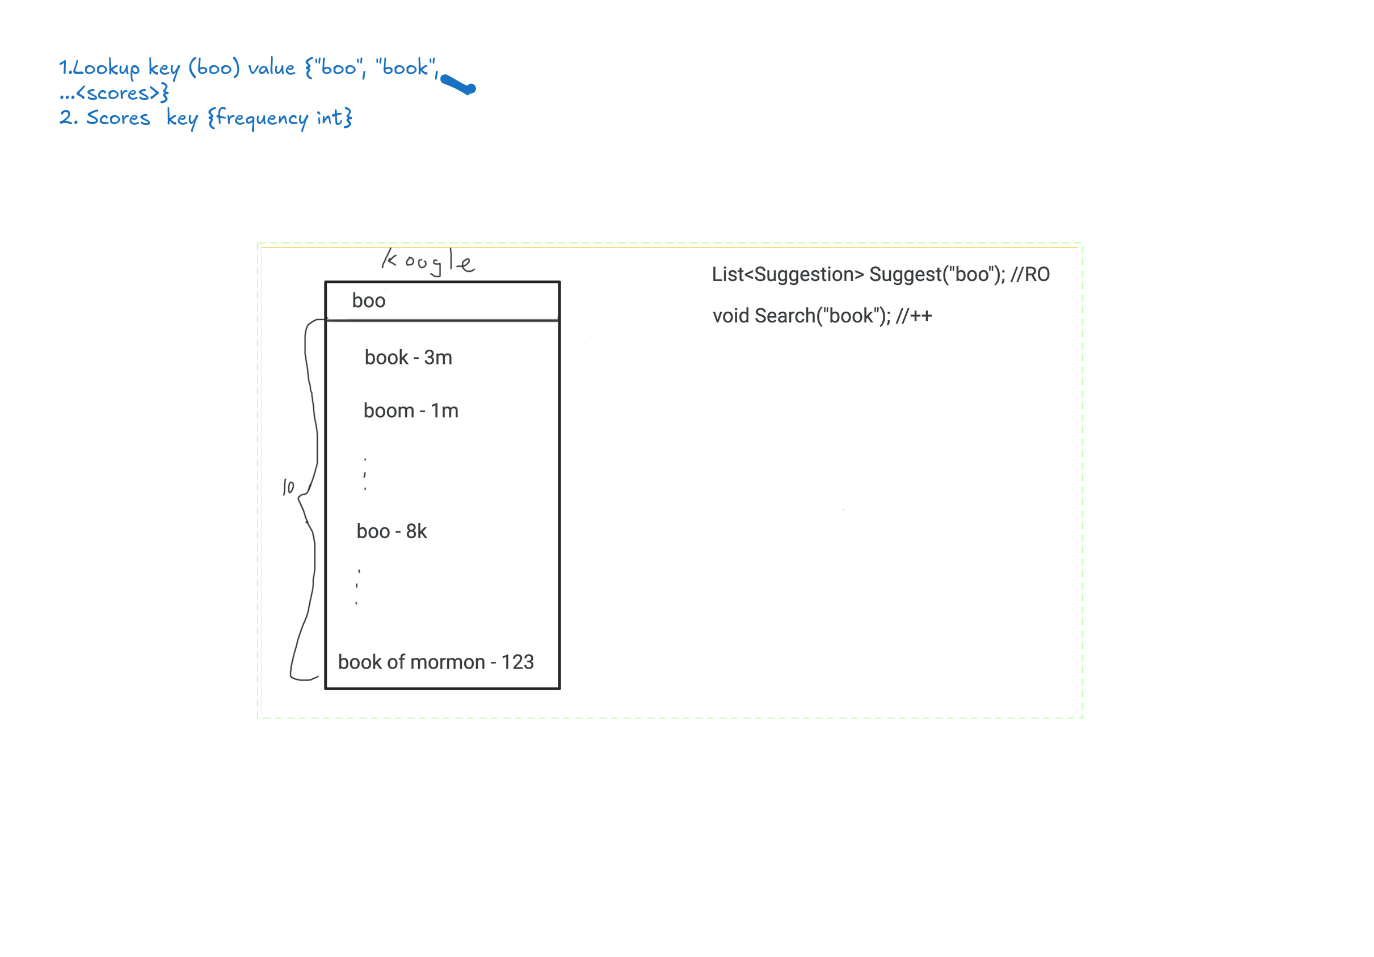 1.Lookup key (boo) value {"boo", "book",
...<scores>}
2. Scores key {frequency int}
koogle
boo
List<Suggestion> Suggest("boo"); //RO
void Search("book"); //++
book - 3m
boom - 1m
10
boo - 8k
book of mormon - 123